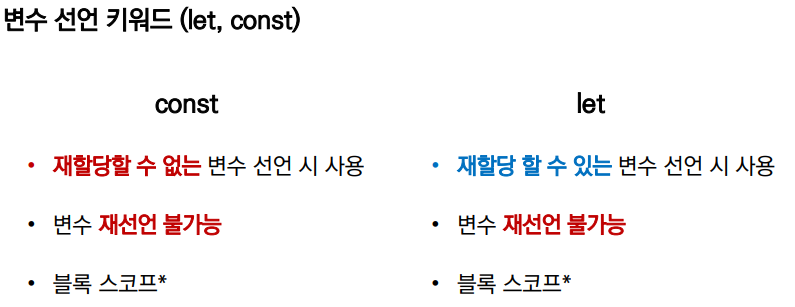 변수 선언 키워드 (let, const)
const
• 재할당할 수 없는 변수 선언 시 사용
• 변수 재선언 불가능
• 블록 스코프*
let
• 재할당 할 수 있는 변수 선언 시 사용
• 변수 재선언 불가능
• 블록 스코프*